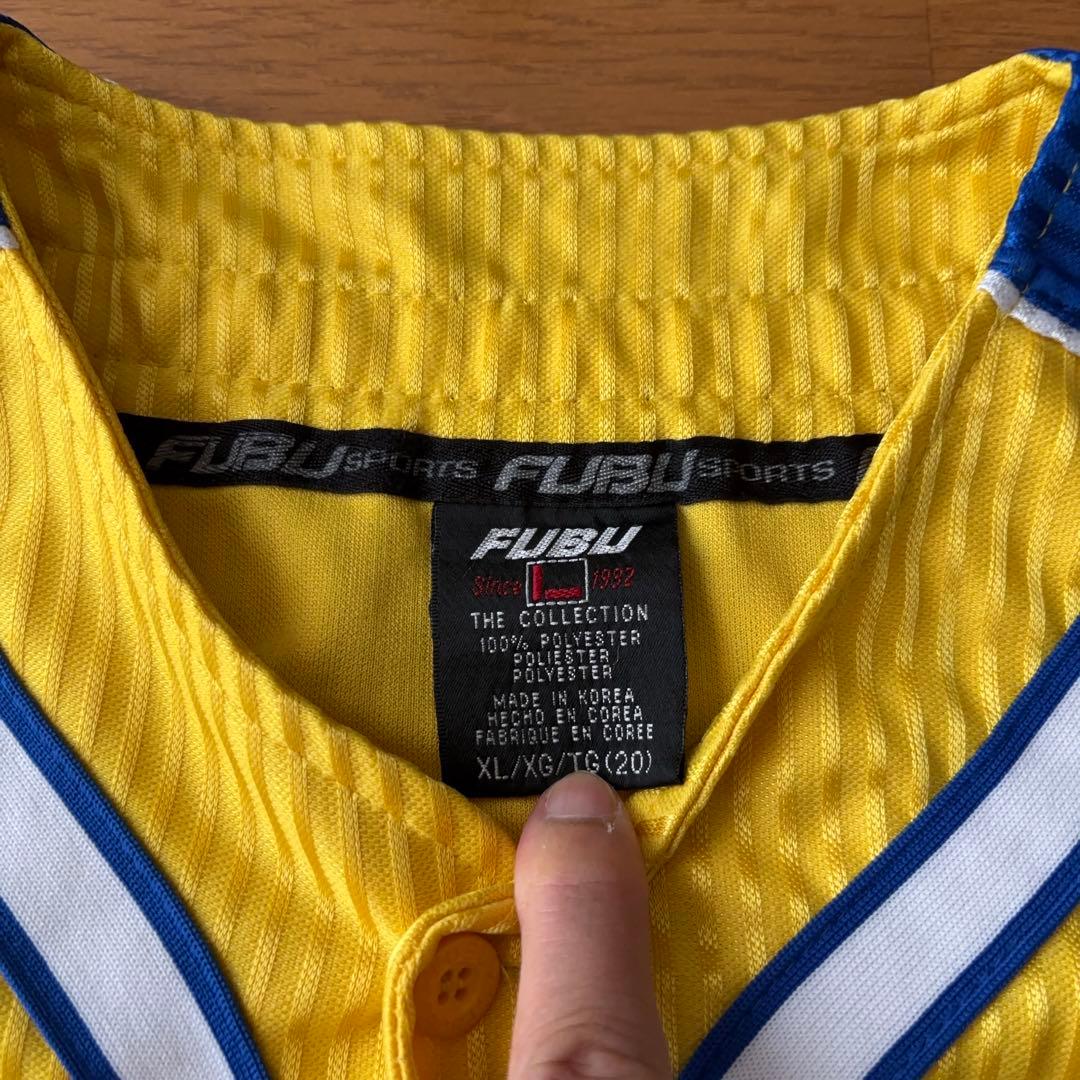 FUBU SPORTS FUBU SPORTS
FUBU
Since 1992
THE COLLECTION
100% POLYESTER
POLIESTER
POLYESTER
MADE IN KOREA
HECHO EN COREA
FABRIQUE EN COREE
XL/XG/TG(20)